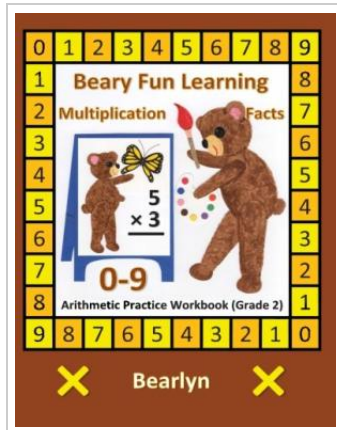 0 1 2 3 4 5 6 7 8 9
1 Beary Fun Learning 8
2 Multiplication Facts 7
3 6
4 5
5 5 4
× 3
6 3
7 0-9 2
8 Arithmetic Practice Workbook (Grade 2) 1
9 8 7 6 5 4 3 2 1 0
× Bearlyn ×